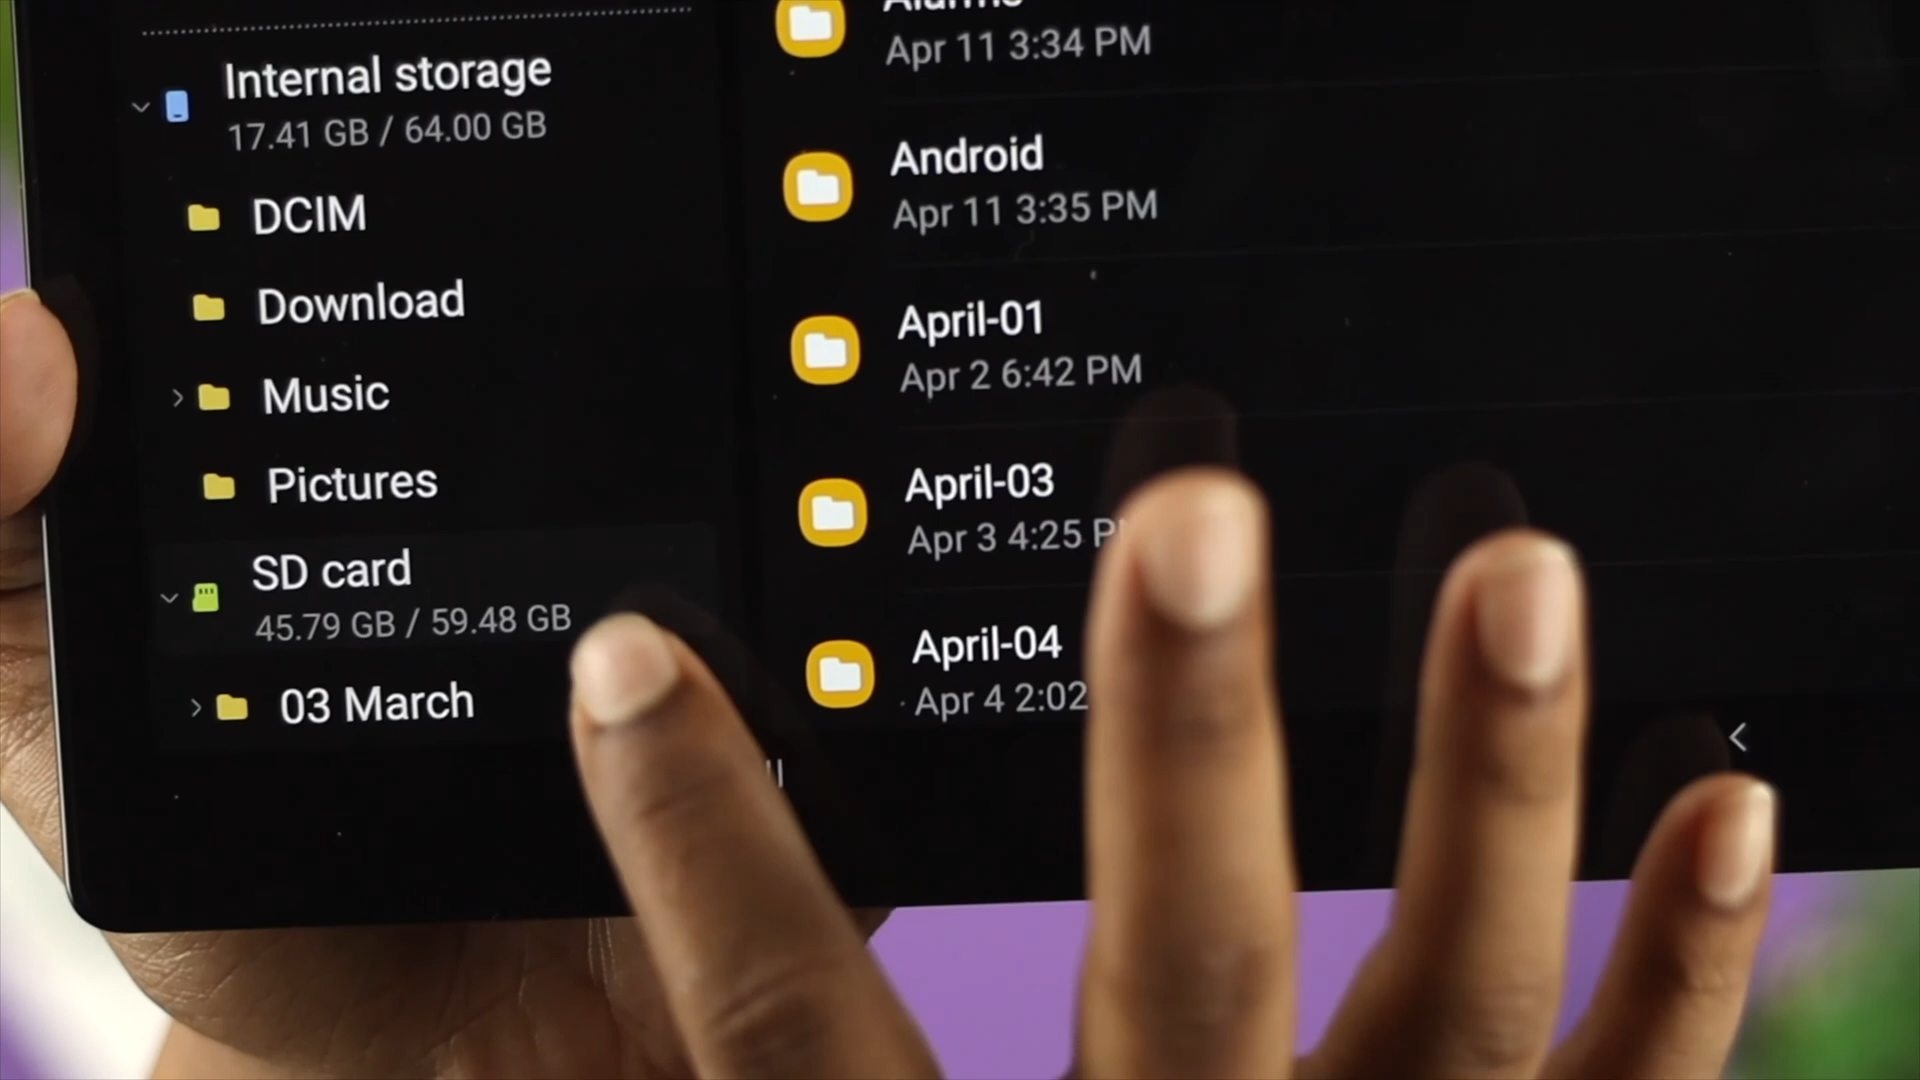 Internal storage
17.41 GB / 64.00 GB
DCIM
Download
Music
Pictures
SD card
45.79 GB / 59.48 GB
03 March
Alarms
Apr 11 3:34 PM
Android
Apr 11 3:35 PM
April-01
Apr 2 6:42 PM
April-03
Apr 3 4:25 P
April-04
Apr 4 2:02